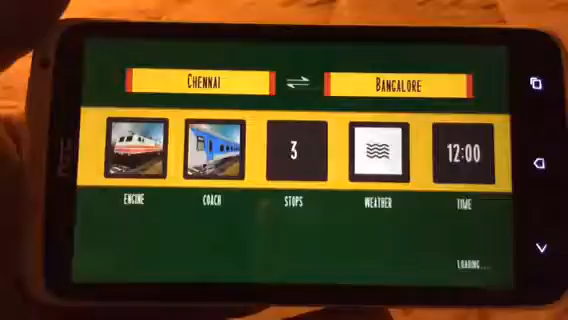 CHENNAI
BANGALORE
3
12:00
ENGINE
COACH
STOPS
WEATHER
TIME
LOADING...